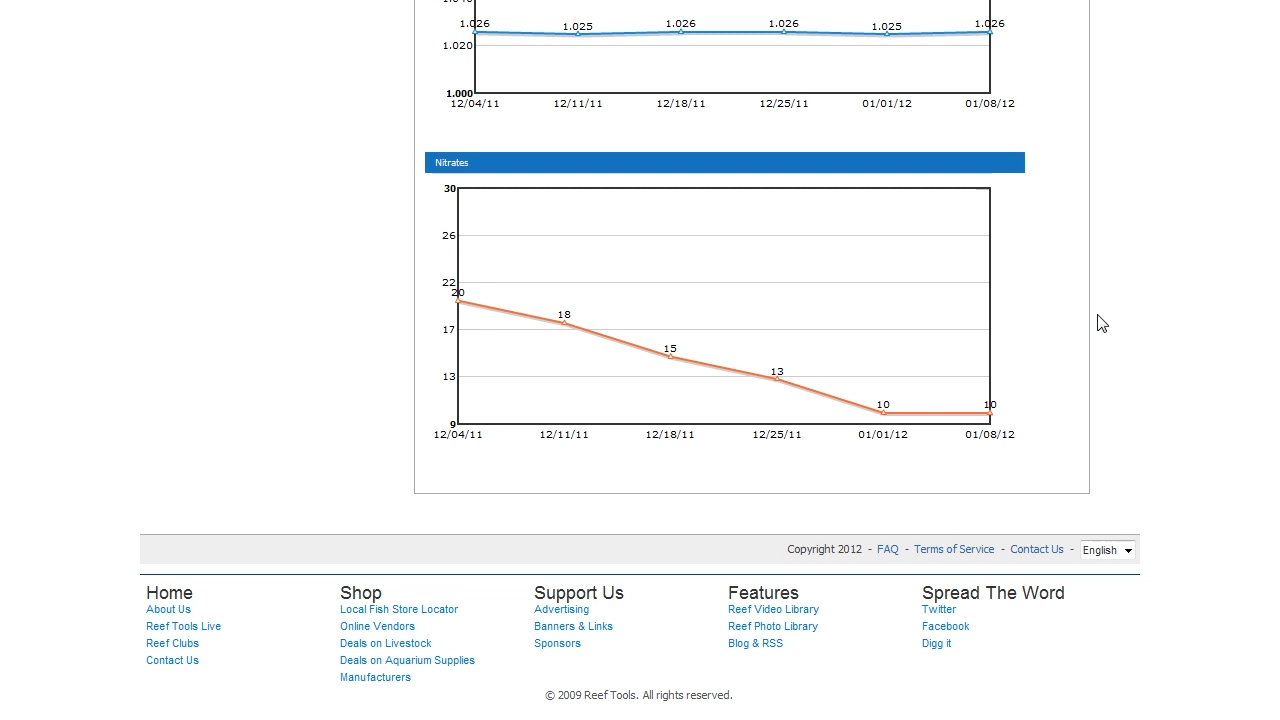 1.026 1.025 1.026 1.026 1.025 1.026
1.020
1.000
12/04/11 12/11/11 12/18/11 12/25/11 01/01/12 01/08/12
Nitrates
30
26
22
20
18
17
15
13
13
10 10
9
12/04/11 12/11/11 12/18/11 12/25/11 01/01/12 01/08/12
Copyright 2012 - FAQ - Terms of Service - Contact Us - English
Home Shop Support Us Features Spread The Word
About Us Local Fish Store Locator Advertising Reef Video Library Twitter
Reef Tools Live Online Vendors Banners & Links Reef Photo Library Facebook
Reef Clubs Deals on Livestock Sponsors Blog & RSS Digg it
Contact Us Deals on Aquarium Supplies
Manufacturers
© 2009 Reef Tools. All rights reserved.